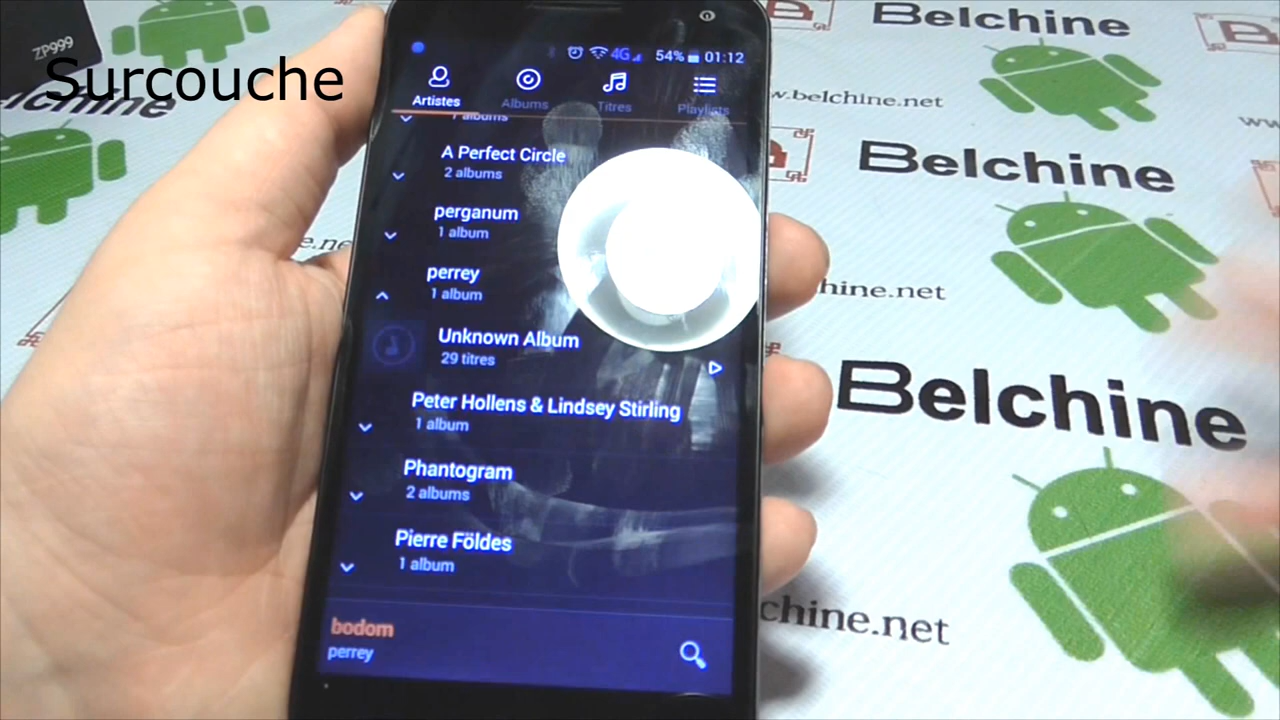 ZP999
Surcouche
54% 01:12
4G
Artistes Albums Titres Playlists
albums
A Perfect Circle
2 albums
perganum
1 album
perrey
1 album
Unknown Album
29 titres
Peter Hollens & Lindsey Stirling
1 album
Phantogram
2 albums
Pierre Földes
1 album
bodom
perrey
Belchine
w.belchine.net
Belchine
hine.net
Belchine
chine.net